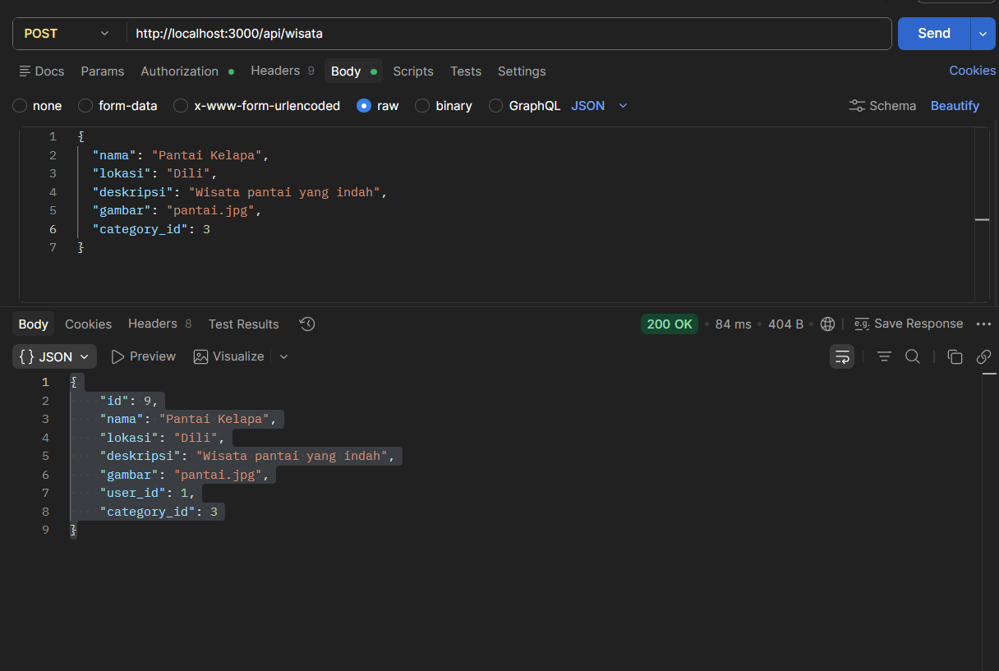 POST http://localhost:3000/api/wisata Send
Docs Params Authorization Headers 9 Body Scripts Tests Settings Cookies
none form-data x-www-form-urlencoded raw binary GraphQL JSON Schema Beautify
1 {
2 "nama": "Pantai Kelapa",
3 "lokasi": "Dili",
4 "deskripsi": "Wisata pantai yang indah",
5 "gambar": "pantai.jpg",
6 "category_id": 3
7 }
Body Cookies Headers 8 Test Results 200 OK • 84 ms • 404 B • e.g. Save Response
{} JSON Preview Visualize
1 {
2 "id": 9,
3 "nama": "Pantai Kelapa",
4 "lokasi": "Dili",
5 "deskripsi": "Wisata pantai yang indah",
6 "gambar": "pantai.jpg",
7 "user_id": 1,
8 "category_id": 3
9 }